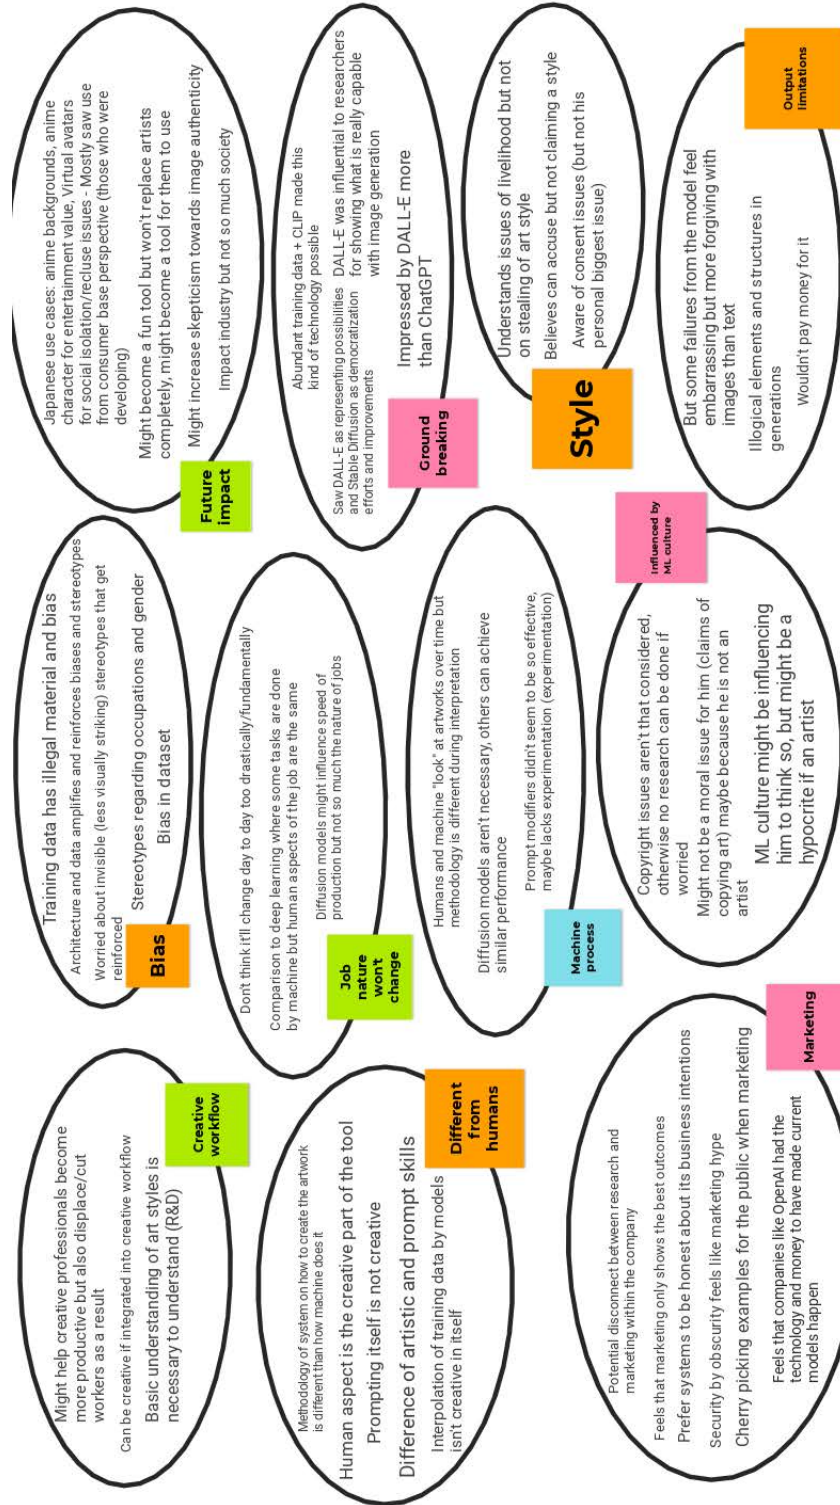 Might help creative professionals become
more productive but also displace/cut
workers as a result
Can be creative if integrated into creative workflow
Basic understanding of art styles is
necessary to understand (R&D)
Creative
workflow
Training data has illegal material and bias
Architecture and data amplifies and reinforces biases and stereotypes
Worried about invisible (less visually striking) stereotypes that get
reinforced
Stereotypes regarding occupations and gender
Bias in dataset
Bias
Japanese use cases: anime backgrounds, anime
character for entertainment value, Virtual avatars
for social isolation/recluse issues - Mostly saw use
from consumer base perspective (those who were
developing)
Might become a fun tool but won't replace artists
completely, might become a tool for them to use
Might increase skepticism towards image authenticity
Impact industry but not so much society
Future
impact
Methodology of system on how to create the artwork
is different than how machine does it
Human aspect is the creative part of the tool
Prompting itself is not creative
Difference of artistic and prompt skills
Interpolation of training data by models
isn't creative in itself
Different
from
humans
Don't think it'll change day to day too drastically/fundamentally
Comparison to deep learning where some tasks are done
by machine but human aspects of the job are the same
Diffusion models might influence speed of
production but not so much the nature of jobs
Job
nature
won't
change
Abundant training data + CLIP made this
kind of technology possible
Saw DALL-E as representing possibilities
and Stable Diffusion as democratization
efforts and improvements
DALL-E was influential to researchers
for showing what is really capable
with image generation
Impressed by DALL-E more
than ChatGPT
Ground
breaking
Humans and machine "look" at artworks over time but
methodology is different during interpretation
Diffusion models aren't necessary, others can achieve
similar performance
Prompt modifiers didn't seem to be so effective,
maybe lacks experimentation (experimentation)
Machine
process
Understands issues of livelihood but not
on stealing of art style
Believes can accuse but not claiming a style
Aware of consent issues (but not his
personal biggest issue)
Style
Potential disconnect between research and
marketing within the company
Feels that marketing only shows the best outcomes
Prefer systems to be honest about its business intentions
Security by obscurity feels like marketing hype
Cherry picking examples for the public when marketing
Feels that companies like OpenAI had the
technology and money to have made current
models happen
Marketing
Copyright issues aren't that considered,
otherwise no research can be done if
worried
Might not be a moral issue for him (claims of
copying art) maybe because he is not an
artist
ML culture might be influencing
him to think so, but might be a
hypocrite if an artist
Influenced by
ML culture
But some failures from the model feel
embarrassing but more forgiving with
images than text
Illogical elements and structures in
generations
Wouldn't pay money for it
Output
limitations